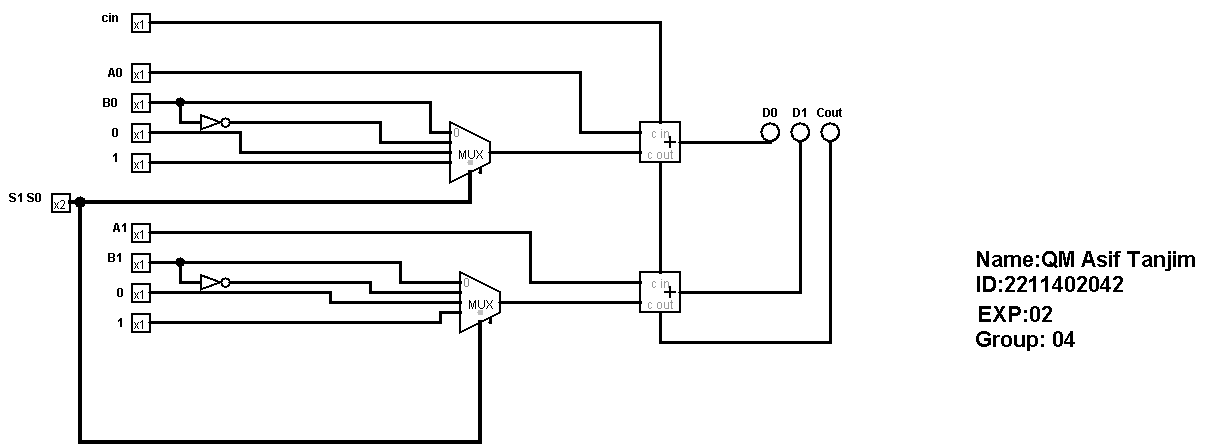 cin x1
A0 x1
B0 x1
0 x1
1 x1
0
MUX
c in
+
c out
D0 D1 Cout
S1 S0 x2
A1 x1
B1 x1
0 x1
1 x1
0
MUX
c in
+
c out
Name:QM Asif Tanjim
ID:2211402042
EXP:02
Group: 04